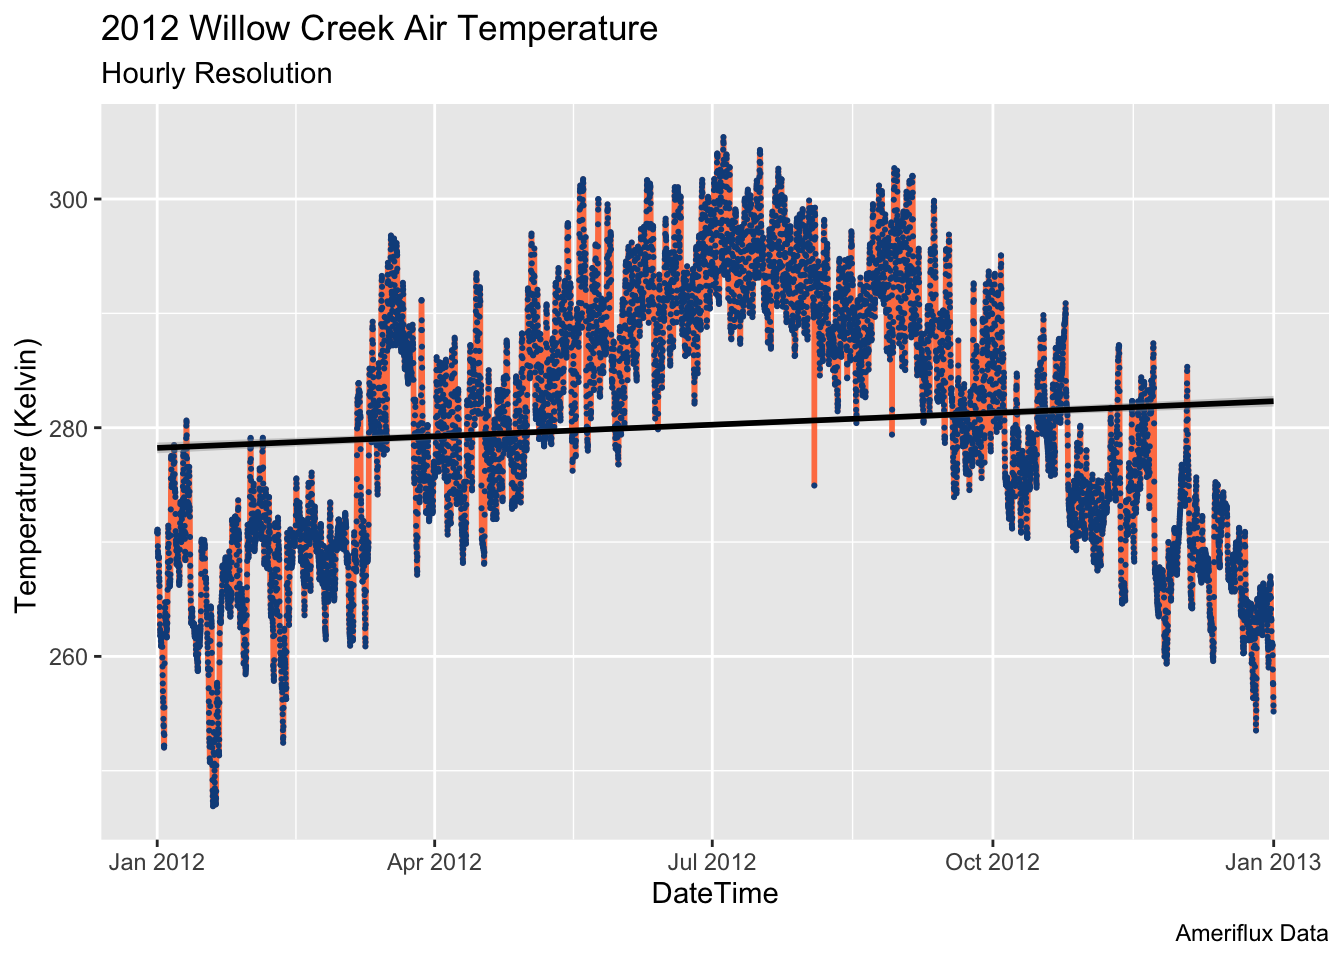 2012 Willow Creek Air Temperature
Hourly Resolution
Temperature (Kelvin)
300
280
260
Jan 2012
Apr 2012
Jul 2012
Oct 2012
Jan 2013
DateTime
Ameriflux Data